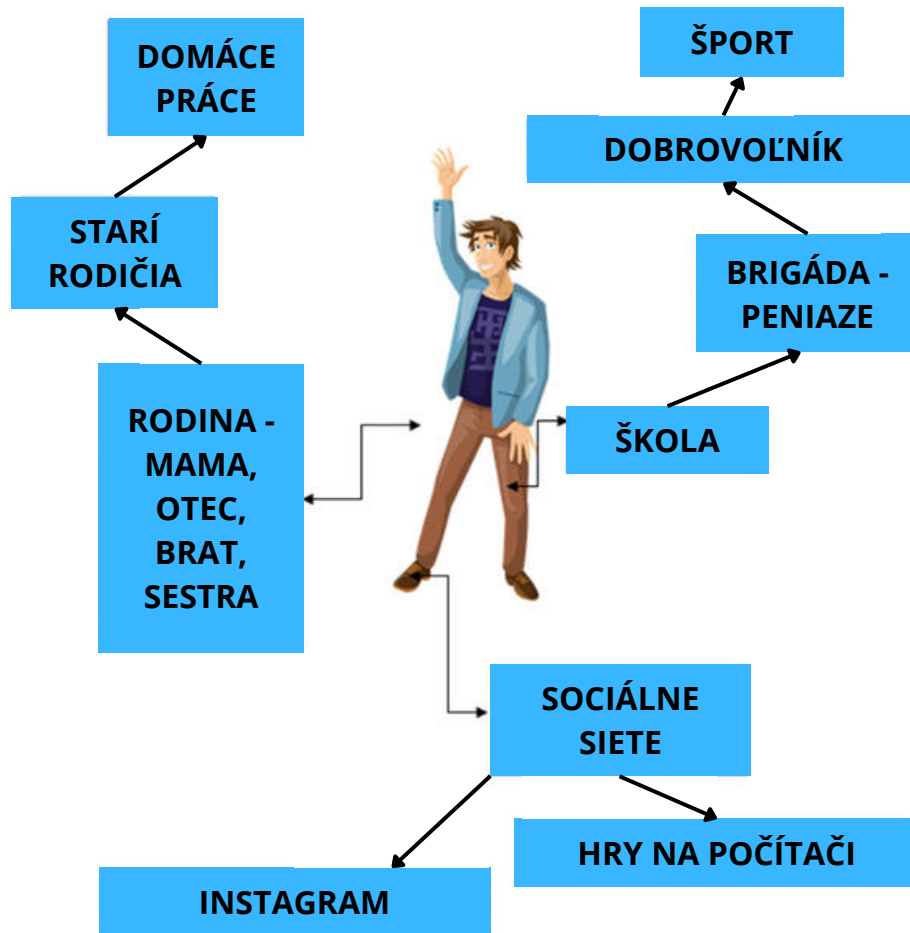 DOMÁCE
PRÁCE
STARÍ
RODIČIA
RODINA -
MAMA,
OTEC,
BRAT,
SESTRA
ŠPORT
DOBROVOĽNÍK
BRIGÁDA -
PENIAZE
ŠKOLA
SOCIÁLNE
SIETE
HRY NA POČÍTAČI
INSTAGRAM